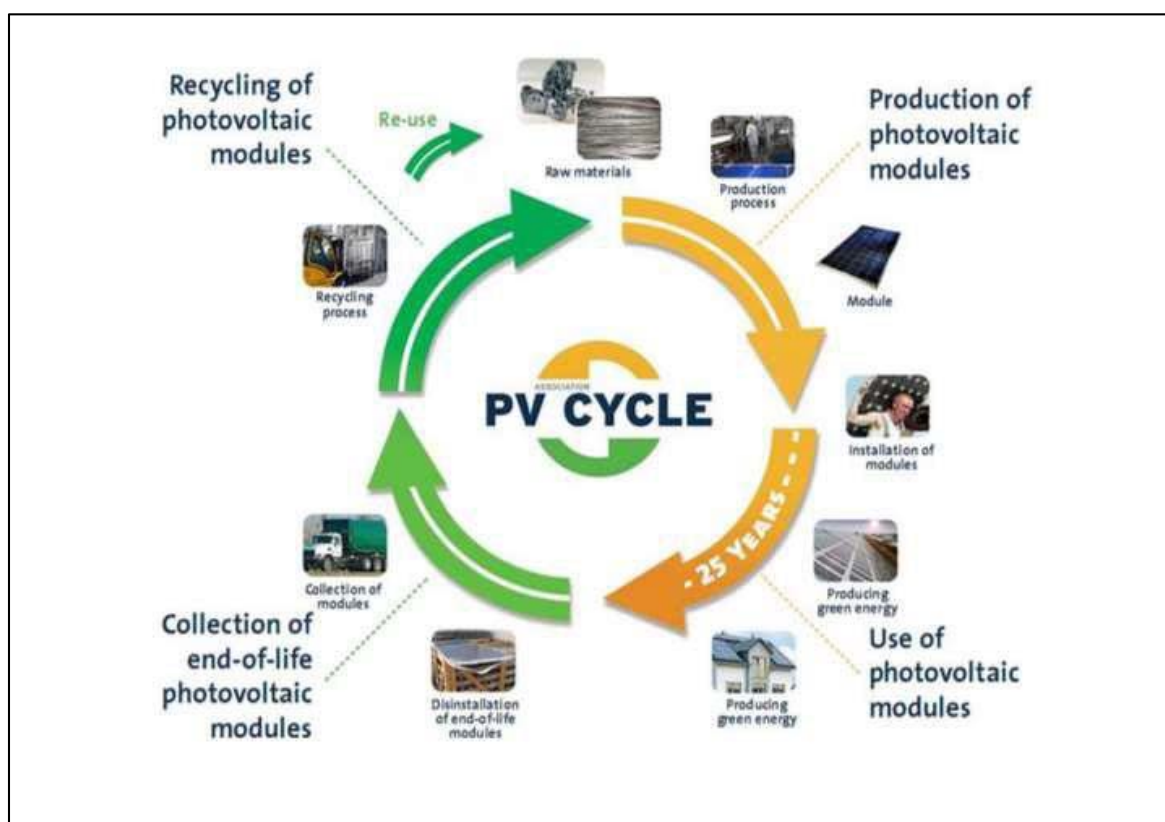 Recycling of
photovoltaic
modules
Re-use
Raw materials
Production
process
Production of
photovoltaic
modules
Module
Recycling
process
ASSOCIATION
PV CYCLE
Installation of
modules
- 25 YEARS - - -
Producing
green energy
Collection of
modules
Collection of
end-of-life
photovoltaic
modules
Disinstallation
of end-of-life
modules
Producing
green energy
Use of
photovoltaic
modules